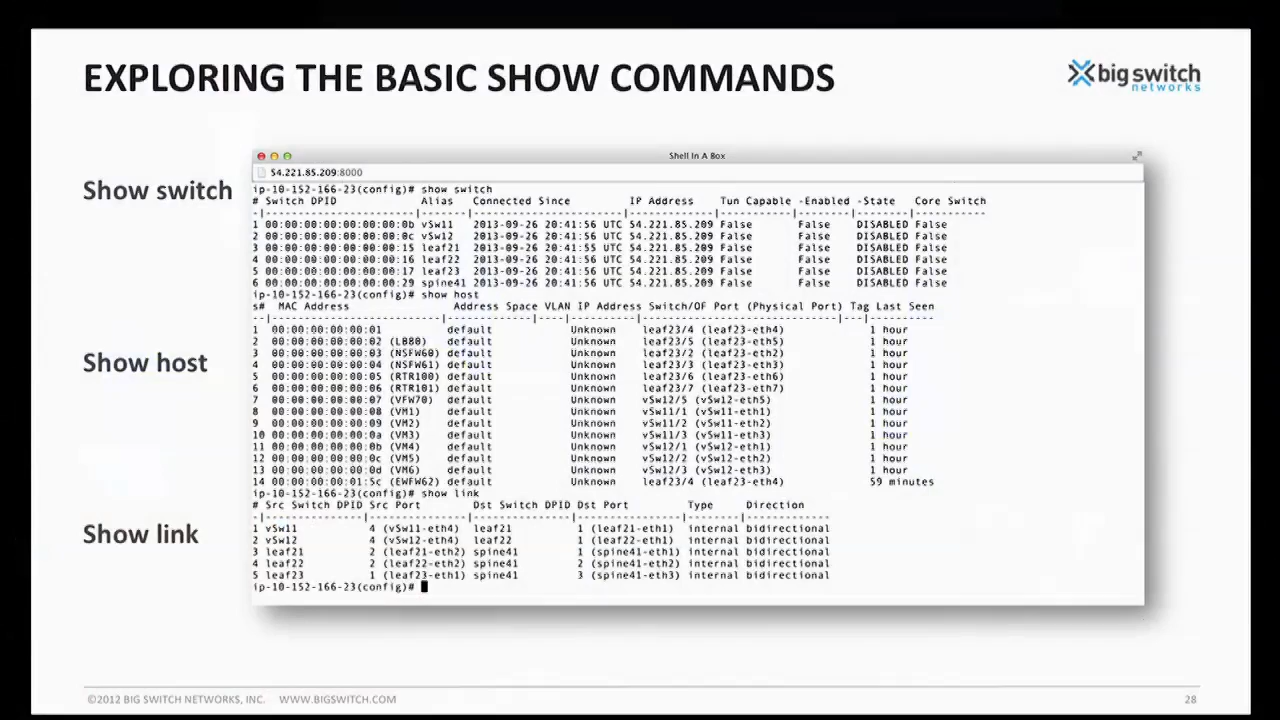 EXPLORING THE BASIC SHOW COMMANDS
big switch
networks
Shell In A Box
54.221.85.209:8000
Show switch
ip-10-152-166-23(config)# show switch
# Switch DPID Alias Connected Since IP Address Tun Capable -Enabled -State Core Switch
-|-----------------------|-------|-----------------------|-------------|-----------|--------|--------|-----------
1 00:00:00:00:00:00:00:0b vSw11 2013-09-26 20:41:56 UTC 54.221.85.209 False False DISABLED False
2 00:00:00:00:00:00:00:0c vSw12 2013-09-26 20:41:56 UTC 54.221.85.209 False False DISABLED False
3 00:00:00:00:00:00:00:15 leaf21 2013-09-26 20:41:55 UTC 54.221.85.209 False False DISABLED False
4 00:00:00:00:00:00:00:16 leaf22 2013-09-26 20:41:56 UTC 54.221.85.209 False False DISABLED False
5 00:00:00:00:00:00:00:17 leaf23 2013-09-26 20:41:56 UTC 54.221.85.209 False False DISABLED False
6 00:00:00:00:00:00:00:29 spine41 2013-09-26 20:41:56 UTC 54.221.85.209 False False DISABLED False
Show host
ip-10-152-166-23(config)# show host
s# MAC Address Address Space VLAN IP Address Switch/OF Port (Physical Port) Tag Last Seen
--|-----------------------------|-------------|----|----------|------------------------------|---|----------
1 00:00:00:00:00:01 default Unknown leaf23/4 (leaf23-eth4) 1 hour
2 00:00:00:00:00:02 (LB80) default Unknown leaf23/5 (leaf23-eth5) 1 hour
3 00:00:00:00:00:03 (NSFW60) default Unknown leaf23/2 (leaf23-eth2) 1 hour
4 00:00:00:00:00:04 (NSFW61) default Unknown leaf23/3 (leaf23-eth3) 1 hour
5 00:00:00:00:00:05 (RTR100) default Unknown leaf23/6 (leaf23-eth6) 1 hour
6 00:00:00:00:00:06 (RTR101) default Unknown leaf23/7 (leaf23-eth7) 1 hour
7 00:00:00:00:00:07 (VFW70) default Unknown vSw12/5 (vSw12-eth5) 1 hour
8 00:00:00:00:00:08 (VM1) default Unknown vSw11/1 (vSw11-eth1) 1 hour
9 00:00:00:00:00:09 (VM2) default Unknown vSw11/2 (vSw11-eth2) 1 hour
10 00:00:00:00:00:0a (VM3) default Unknown vSw11/3 (vSw11-eth3) 1 hour
11 00:00:00:00:00:0b (VM4) default Unknown vSw12/1 (vSw12-eth1) 1 hour
12 00:00:00:00:00:0c (VM5) default Unknown vSw12/2 (vSw12-eth2) 1 hour
13 00:00:00:00:00:0d (VM6) default Unknown vSw12/3 (vSw12-eth3) 1 hour
14 00:00:00:00:01:5c (EWFW62) default Unknown leaf23/4 (leaf23-eth4) 59 minutes
Show link
ip-10-152-166-23(config)# show link
# Src Switch DPID Src Port Dst Switch DPID Dst Port Type Direction
-|---------------|---------------|---------------|----------------|--------|-------------
1 vSw11 4 (vSw11-eth4) leaf21 1 (leaf21-eth1) internal bidirectional
2 vSw12 4 (vSw12-eth4) leaf22 1 (leaf22-eth1) internal bidirectional
3 leaf21 2 (leaf21-eth2) spine41 1 (spine41-eth1) internal bidirectional
4 leaf22 2 (leaf22-eth2) spine41 2 (spine41-eth2) internal bidirectional
5 leaf23 1 (leaf23-eth1) spine41 3 (spine41-eth3) internal bidirectional
ip-10-152-166-23(config)#
©2012 BIG SWITCH NETWORKS, INC. WWW.BIGSWITCH.COM
28